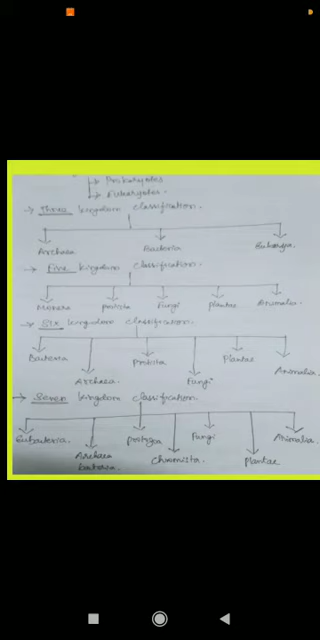 → Prokaryotes
→ Eukaryotes.
→ Three kingdom classification.
Archaea Bacteria Eukarya
→ Five kingdom classification.
Monera Protista Fungi Plantae Animalia
→ Six kingdom classification.
Bacteria Protista Plantae
Archaea Fungi Animalia
→ Seven kingdom classification.
Eubacteria. Protozoa Fungi Animalia
Archaea bacteria. Chromista. Plantae